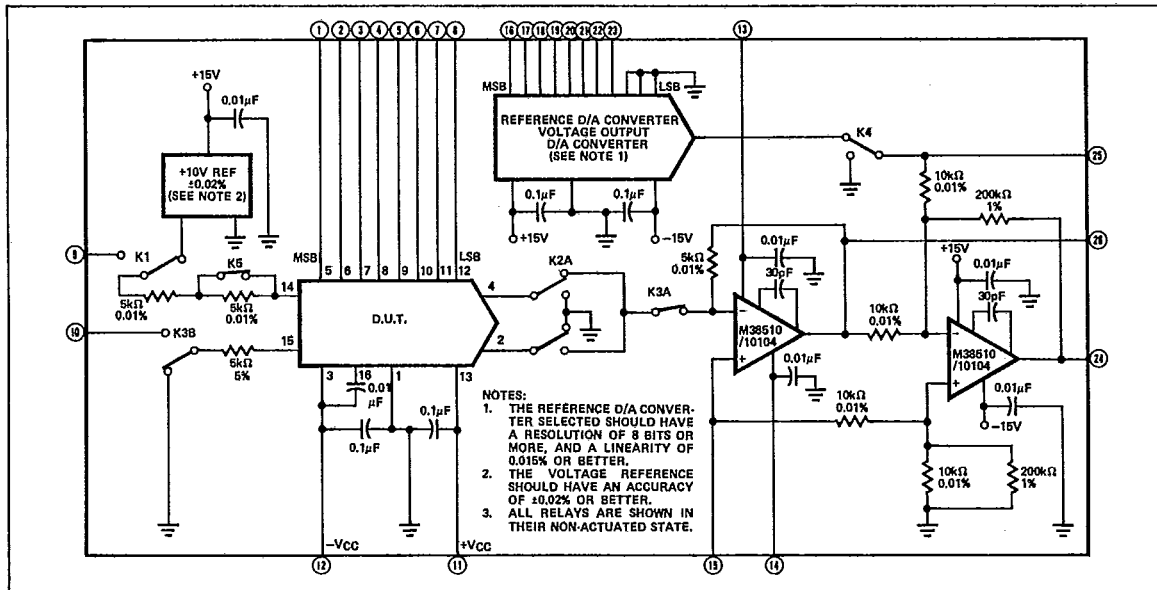 1 2 3 4 5 6 7 8
16 17 18 19 20 21 22 23
13
+15V
0.01µF
+10V REF
±0.02%
(SEE NOTE 2)
MSB
LSB
REFERENCE D/A CONVERTER
VOLTAGE OUTPUT
D/A CONVERTER
(SEE NOTE 1)
0.1µF
0.1µF
+15V
−15V
K4
25
10kΩ
0.01%
200kΩ
1%
26
9
K1
5kΩ
0.01%
K5
5kΩ
0.01%
14
10
K3B
5kΩ
5%
15
MSB
5 6 7 8 9 10 11 12
LSB
D.U.T.
4
2
K2A
K3A
3
16
1
13
0.01
µF
0.1µF
0.1µF
5kΩ
0.01%
0.01µF
30pF
−
+
M38510
/10104
0.01µF
10kΩ
0.01%
+15V
0.01µF
30pF
−
+
M38510
/10104
24
0.01µF
−15V
10kΩ
0.01%
10kΩ
0.01%
200kΩ
1%
NOTES:
1. THE REFERENCE D/A CONVER-
TER SELECTED SHOULD HAVE
A RESOLUTION OF 8 BITS OR
MORE, AND A LINEARITY OF
0.015% OR BETTER.
2. THE VOLTAGE REFERENCE
SHOULD HAVE AN ACCURACY
OF ±0.02% OR BETTER.
3. ALL RELAYS ARE SHOWN IN
THEIR NON-ACTUATED STATE.
−VCC
+VCC
12
11
15
14